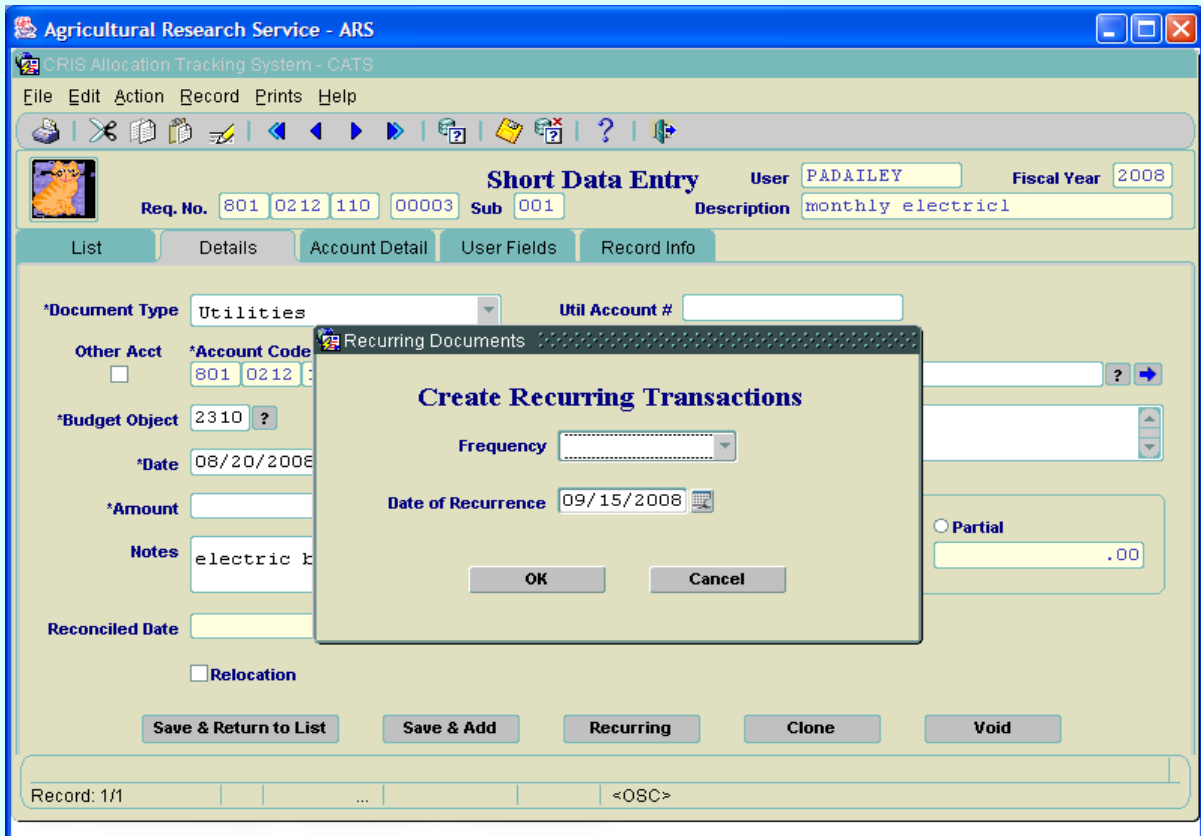 Agricultural Research Service - ARS
CRIS Allocation Tracking System - CATS
File Edit Action Record Prints Help
Short Data Entry User PADAILEY Fiscal Year 2008
Req. No. 801 0212 110 00003 Sub 001 Description monthly electricl
List Details Account Detail User Fields Record Info
*Document Type Utilities Util Account #
Other Acct *Account Code
801 0212
*Budget Object 2310 ?
*Date 08/20/2008
*Amount
Notes electric
Reconciled Date
Relocation
?
Partial
.00
Recurring Documents
Create Recurring Transactions
Frequency
Date of Recurrence 09/15/2008
OK Cancel
Save & Return to List Save & Add Recurring Clone Void
Record: 1/1 ... <OSC>